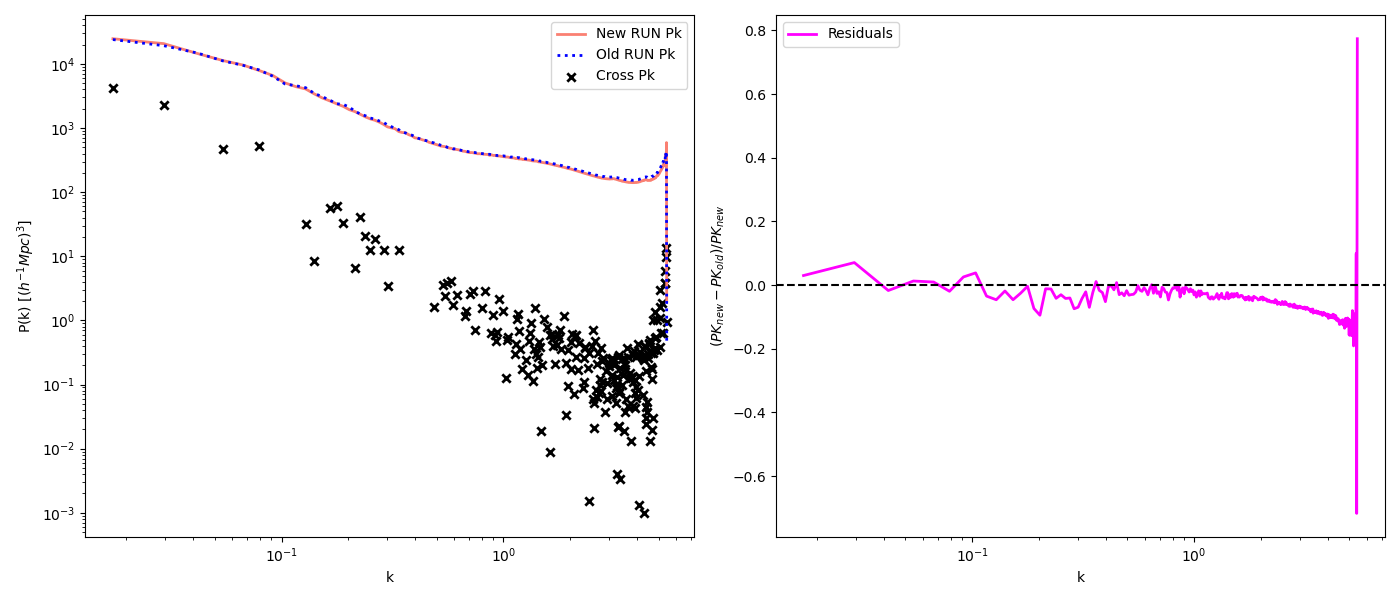 New RUN Pk
Old RUN Pk
Cross Pk
P(k) [(h⁻¹Mpc)³]
10⁴
10³
10²
10¹
10⁰
10⁻¹
10⁻²
10⁻³
10⁻¹
10⁰
k
Residuals
(PK_new − PK_old)/PK_new
0.8
0.6
0.4
0.2
0.0
−0.2
−0.4
−0.6
10⁻¹
10⁰
k